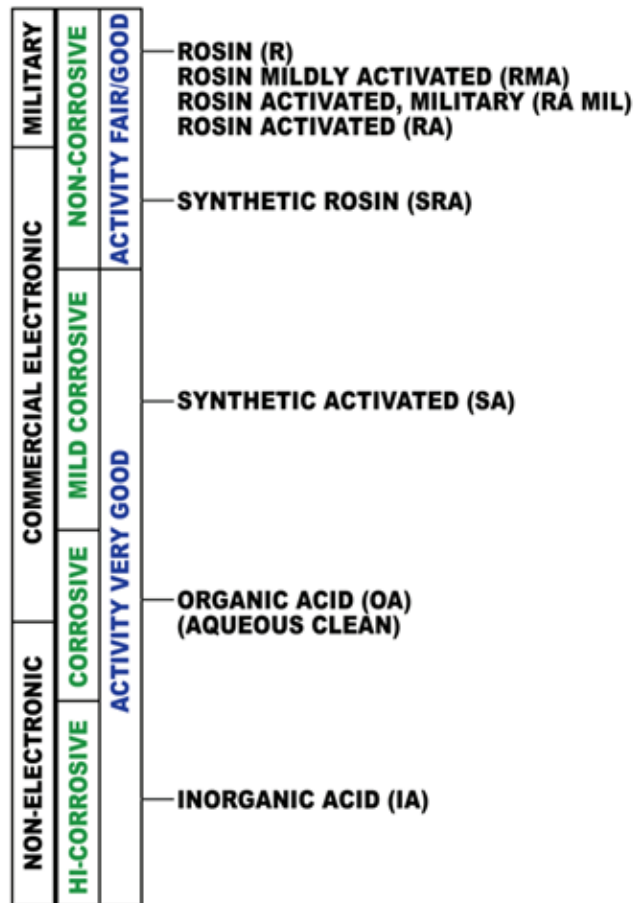 MILITARY
COMMERCIAL ELECTRONIC
NON-ELECTRONIC
NON-CORROSIVE
MILD CORROSIVE
CORROSIVE
HI-CORROSIVE
ACTIVITY FAIR/GOOD
ACTIVITY VERY GOOD
ROSIN (R)
ROSIN MILDLY ACTIVATED (RMA)
ROSIN ACTIVATED, MILITARY (RA MIL)
ROSIN ACTIVATED (RA)
SYNTHETIC ROSIN (SRA)
SYNTHETIC ACTIVATED (SA)
ORGANIC ACID (OA)
(AQUEOUS CLEAN)
INORGANIC ACID (IA)